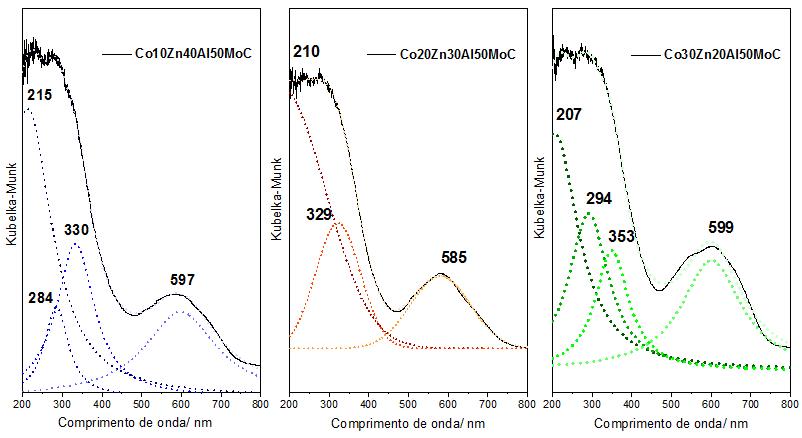 Co10Zn40Al50MoC
215
330
284
597
Kubelka-Munk
200 300 400 500 600 700 800
Comprimento de onda/ nm
Co20Zn30Al50MoC
210
329
585
Kubelka-Munk
200 300 400 500 600 700 800
Comprimento de onda/ nm
Co30Zn20Al50MoC
207
294
353
599
Kubelka-Munk
200 300 400 500 600 700 800
Comprimento de onda/ nm